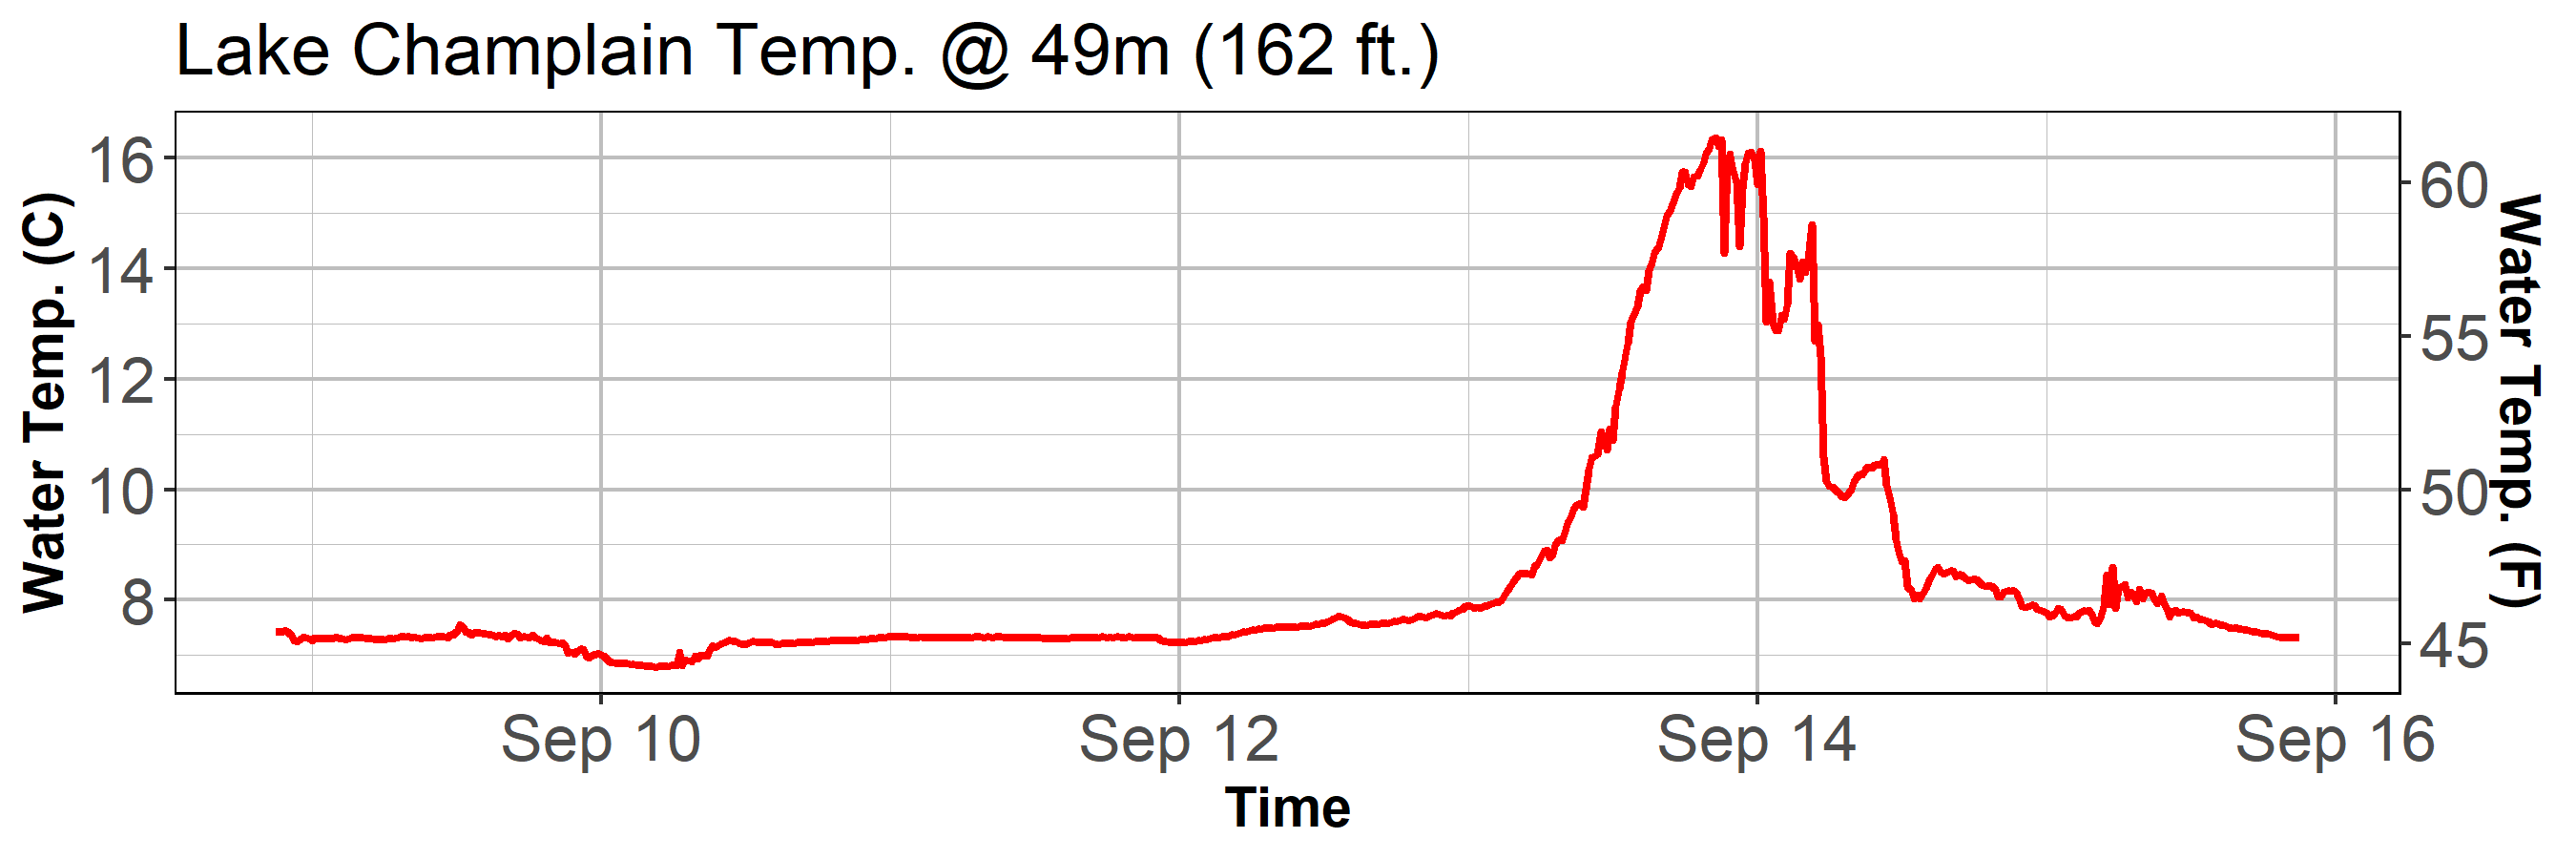 Lake Champlain Temp. @ 49m (162 ft.)
Water Temp. (C)
16
14
12
10
8
60
55
50
45
Water Temp. (F)
Sep 10
Sep 12
Sep 14
Sep 16
Time